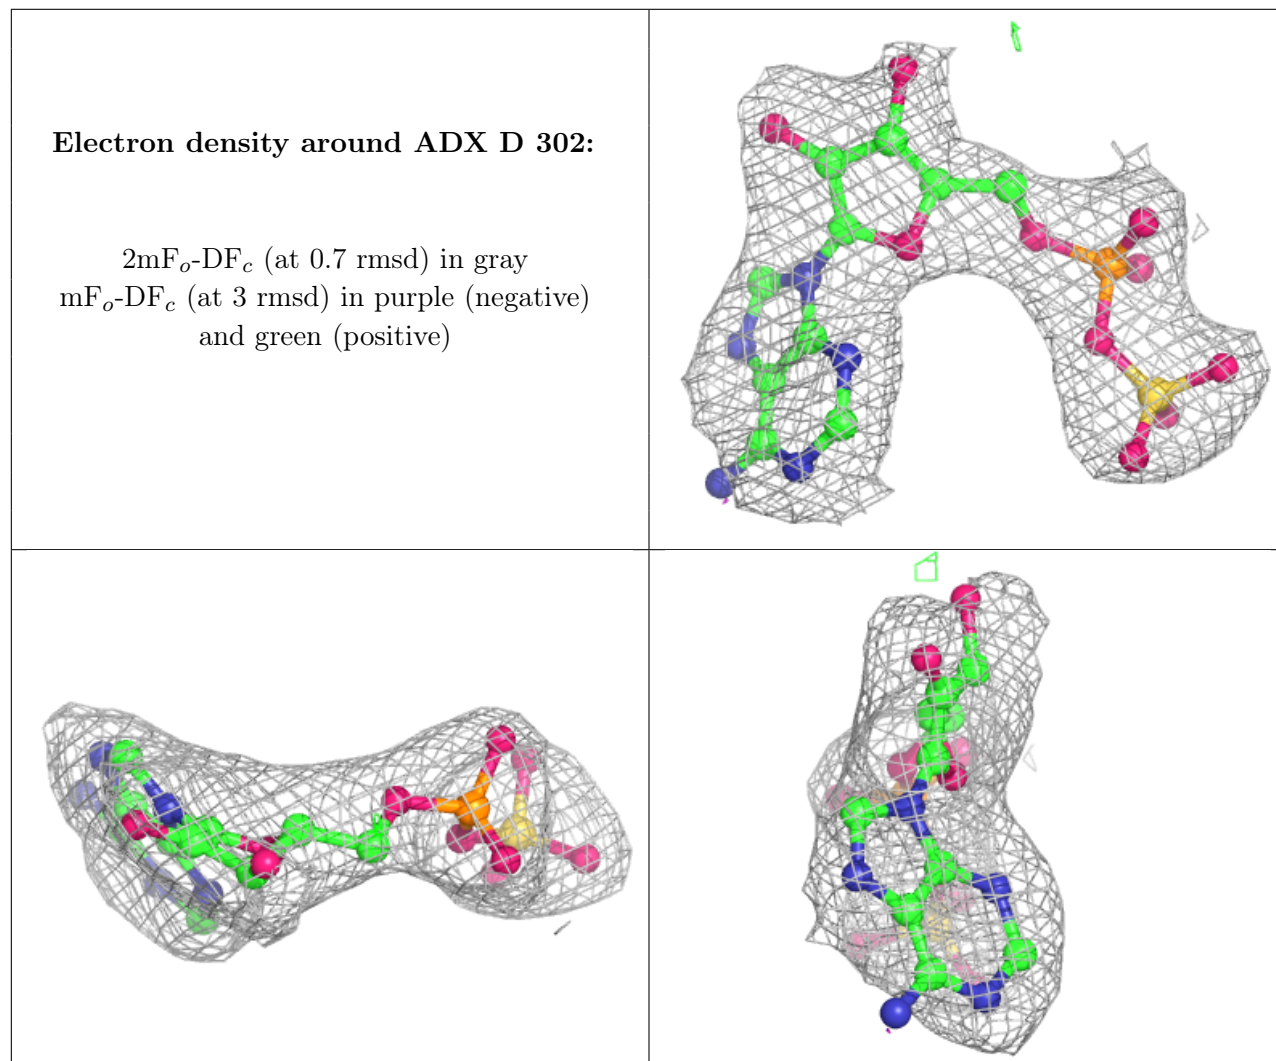 Electron density around ADX D 302:
2mFo-DFc (at 0.7 rmsd) in gray
mFo-DFc (at 3 rmsd) in purple (negative)
and green (positive)